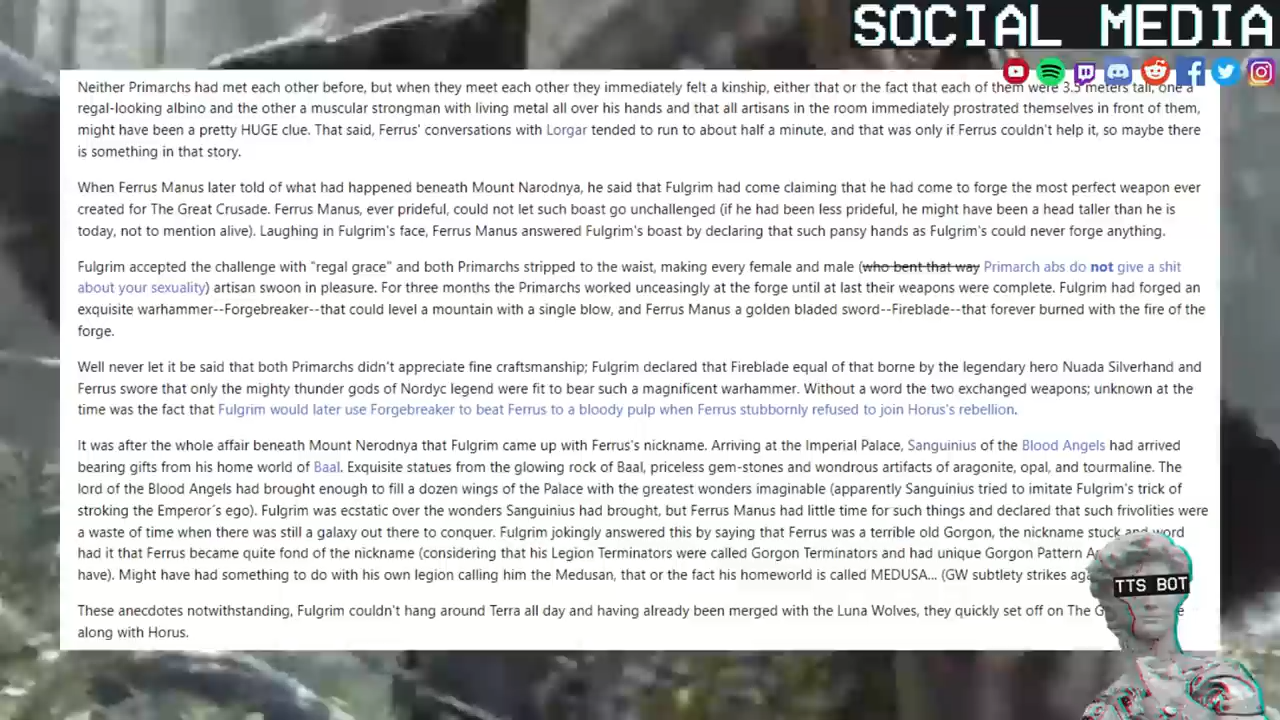 SOCIAL MEDIA
Neither Primarchs had met each other before, but when they meet each other they immediately felt a kinship, either that or the fact that each of them were 3.5 meters tall, one a
regal-looking albino and the other a muscular strongman with living metal all over his hands and that all artisans in the room immediately prostrated themselves in front of them,
might have been a pretty HUGE clue. That said, Ferrus' conversations with Lorgar tended to run to about half a minute, and that was only if Ferrus couldn't help it, so maybe there
is something in that story.
When Ferrus Manus later told of what had happened beneath Mount Narodnya, he said that Fulgrim had come claiming that he had come to forge the most perfect weapon ever
created for The Great Crusade. Ferrus Manus, ever prideful, could not let such boast go unchallenged (if he had been less prideful, he might have been a head taller than he is
today, not to mention alive). Laughing in Fulgrim's face, Ferrus Manus answered Fulgrim's boast by declaring that such pansy hands as Fulgrim's could never forge anything.
Fulgrim accepted the challenge with "regal grace" and both Primarchs stripped to the waist, making every female and male (who bent that way Primarch abs do not give a shit
about your sexuality) artisan swoon in pleasure. For three months the Primarchs worked unceasingly at the forge until at last their weapons were complete. Fulgrim had forged an
exquisite warhammer--Forgebreaker--that could level a mountain with a single blow, and Ferrus Manus a golden bladed sword--Fireblade--that forever burned with the fire of the
forge.
Well never let it be said that both Primarchs didn't appreciate fine craftsmanship; Fulgrim declared that Fireblade equal of that borne by the legendary hero Nuada Silverhand and
Ferrus swore that only the mighty thunder gods of Nordyc legend were fit to bear such a magnificent warhammer. Without a word the two exchanged weapons; unknown at the
time was the fact that Fulgrim would later use Forgebreaker to beat Ferrus to a bloody pulp when Ferrus stubbornly refused to join Horus's rebellion.
It was after the whole affair beneath Mount Nerodnya that Fulgrim came up with Ferrus's nickname. Arriving at the Imperial Palace, Sanguinius of the Blood Angels had arrived
bearing gifts from his home world of Baal. Exquisite statues from the glowing rock of Baal, priceless gem-stones and wondrous artifacts of aragonite, opal, and tourmaline. The
lord of the Blood Angels had brought enough to fill a dozen wings of the Palace with the greatest wonders imaginable (apparently Sanguinius tried to imitate Fulgrim's trick of
stroking the Emperor´s ego). Fulgrim was ecstatic over the wonders Sanguinius had brought, but Ferrus Manus had little time for such things and declared that such frivolities were
a waste of time when there was still a galaxy out there to conquer. Fulgrim jokingly answered this by saying that Ferrus was a terrible old Gorgon, the nickname stuck and word
had it that Ferrus became quite fond of the nickname (considering that his Legion Terminators were called Gorgon Terminators and had unique Gorgon Pattern
have). Might have had something to do with his own legion calling him the Medusan, that or the fact his homeworld is called MEDUSA... (GW subtlety strikes
TTS BOT
These anecdotes notwithstanding, Fulgrim couldn't hang around Terra all day and having already been merged with the Luna Wolves, they quickly set off on The
along with Horus.